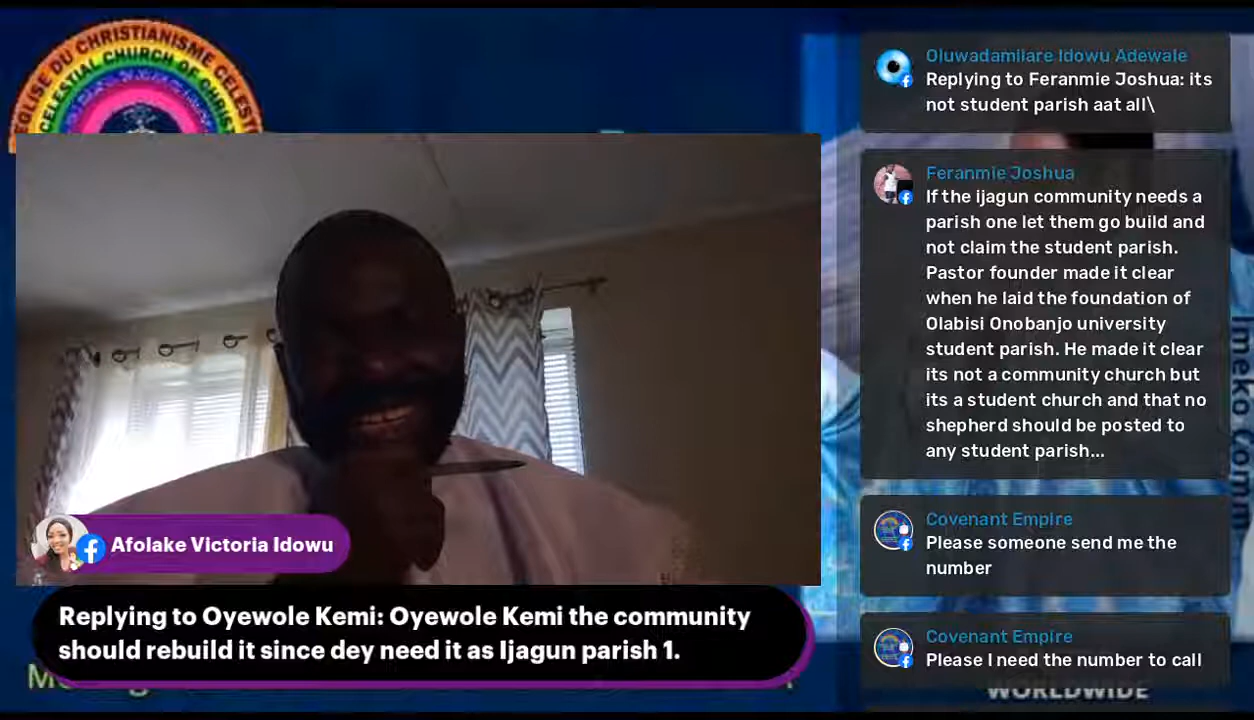 EGLISE DU CHRISTIANISME CELESTE
CELESTIAL CHURCH OF CHRIST
Afolake Victoria Idowu
Replying to Oyewole Kemi: Oyewole Kemi the community
should rebuild it since dey need it as Ijagun parish 1.
Oluwadamilare Idowu Adewale
Replying to Feranmie Joshua: its
not student parish aat all\
Feranmie Joshua
If the ijagun community needs a
parish one let them go build and
not claim the student parish.
Pastor founder made it clear
when he laid the foundation of
Olabisi Onobanjo university
student parish. He made it clear
its not a community church but
its a student church and that no
shepherd should be posted to
any student parish...
Covenant Empire
Please someone send me the
number
Covenant Empire
Please I need the number to call
Imeko
WORLDWIDE